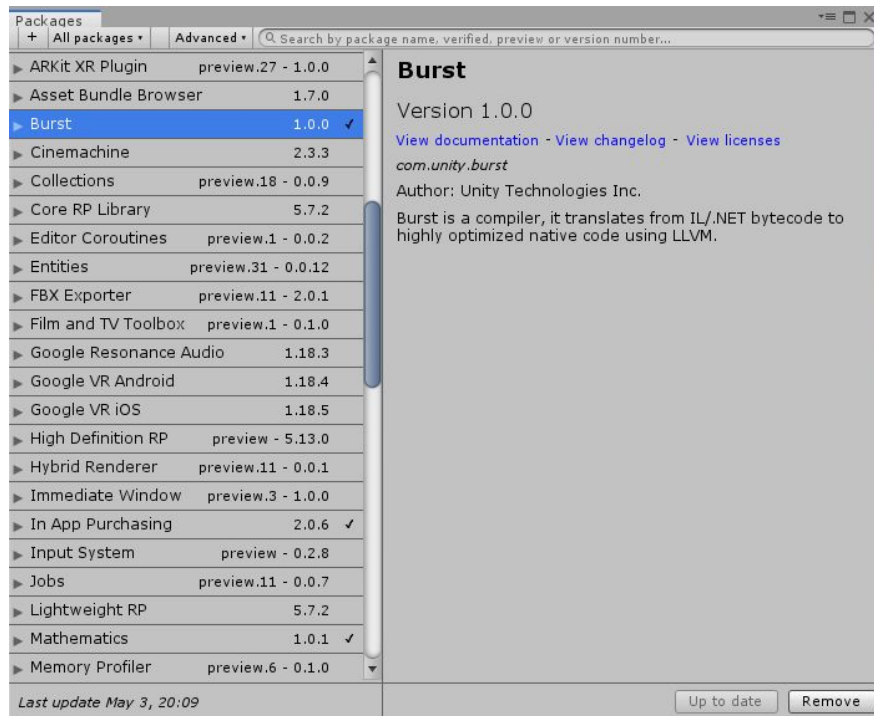 Packages
+ All packages Advanced Search by package name, verified, preview or version number...
ARKit XR Plugin preview.27 - 1.0.0
Asset Bundle Browser 1.7.0
Burst 1.0.0 ✓
Cinemachine 2.3.3
Collections preview.18 - 0.0.9
Core RP Library 5.7.2
Editor Coroutines preview.1 - 0.0.2
Entities preview.31 - 0.0.12
FBX Exporter preview.11 - 2.0.1
Film and TV Toolbox preview.1 - 0.1.0
Google Resonance Audio 1.18.3
Google VR Android 1.18.4
Google VR iOS 1.18.5
High Definition RP preview - 5.13.0
Hybrid Renderer preview.11 - 0.0.1
Immediate Window preview.3 - 1.0.0
In App Purchasing 2.0.6 ✓
Input System preview - 0.2.8
Jobs preview.11 - 0.0.7
Lightweight RP 5.7.2
Mathematics 1.0.1 ✓
Memory Profiler preview.6 - 0.1.0
Last update May 3, 20:09
Burst
Version 1.0.0
View documentation - View changelog - View licenses
com.unity.burst
Author: Unity Technologies Inc.
Burst is a compiler, it translates from IL/.NET bytecode to
highly optimized native code using LLVM.
Up to date Remove